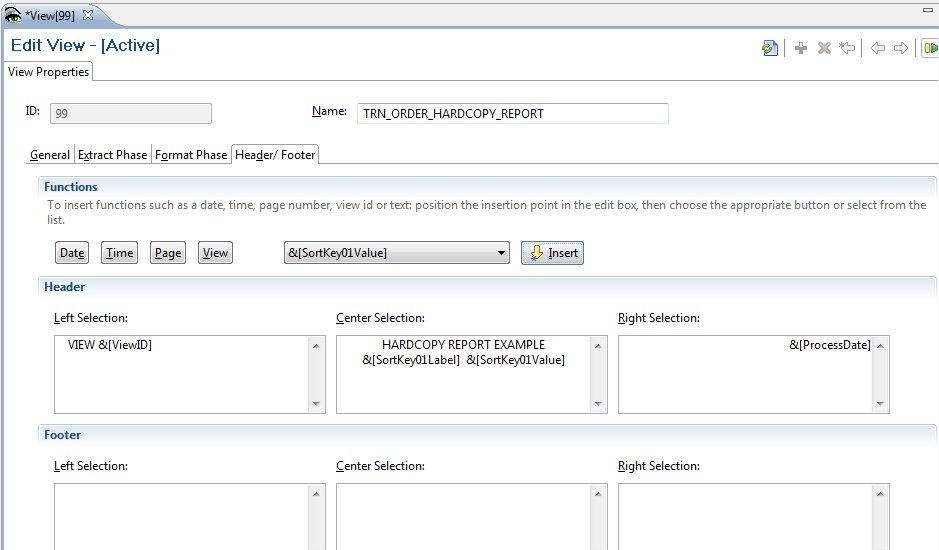 *View[99]
Edit View - [Active]
View Properties
ID: 99 Name: TRN_ORDER_HARDCOPY_REPORT
General Extract Phase Format Phase Header/ Footer
Functions
To insert functions such as a date, time, page number, view id or text: position the insertion point in the edit box, then choose the appropriate button or select from the
list.
Date Time Page View &[SortKey01Value] Insert
Header
Left Selection: Center Selection: Right Selection:
VIEW &[ViewID] HARDCOPY REPORT EXAMPLE &[ProcessDate]
&[SortKey01Label] &[SortKey01Value]
Footer
Left Selection: Center Selection: Right Selection: